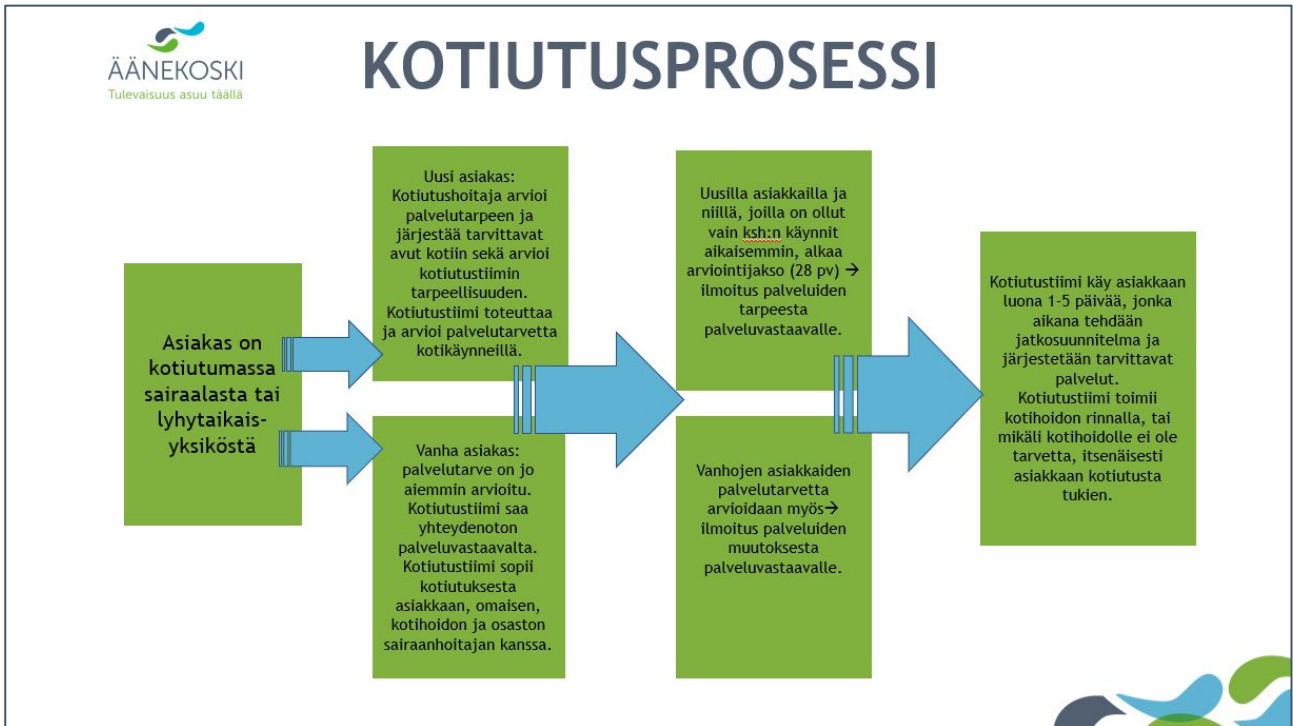 ÄÄNEKOSKI
Tulevaisuus asuu täällä
KOTIUTUSPROSESSI
Asiakas on
kotiutumassa
sairaalasta tai
lyhytaikais-
yksiköstä
Uusi asiakas:
Kotiutushoitaja arvioi
palvelutarpeen ja
järjestää tarvittavat
avut kotiin sekä arvioi
kotiutustiimin
tarpeellisuuden.
Kotiutustiimi toteuttaa
ja arvioi palvelutarvetta
kotikäynneillä.
Vanha asiakas:
palvelutarve on jo
aiemmin arvioitu.
Kotiutustiimi saa
yhteydenoton
palveluvastaavalta.
Kotiutustiimi sopii
kotiutuksesta
asiakkaan, omaisen,
kotihoidon ja osaston
sairaanhoitajan kanssa.
Uusilla asiakkailla ja
niillä, joilla on ollut
vain ksh:n käynnit
aikaisemmin, alkaa
arviointijakso (28 pv) →
ilmoitus palveluiden
tarpeesta
palveluvastaavalle.
Vanhojen asiakkaiden
palvelutarvetta
arvioidaan myös→
ilmoitus palveluiden
muutoksesta
palveluvastaavalle.
Kotiutustiimi käy asiakkaan
luona 1-5 päivää, jonka
aikana tehdään
jatkosuunnitelma ja
järjestetään tarvittavat
palvelut.
Kotiutustiimi toimii
kotihoidon rinnalla, tai
mikäli kotihoidolle ei ole
tarvetta, itsenäisesti
asiakkaan kotiutusta
tukien.